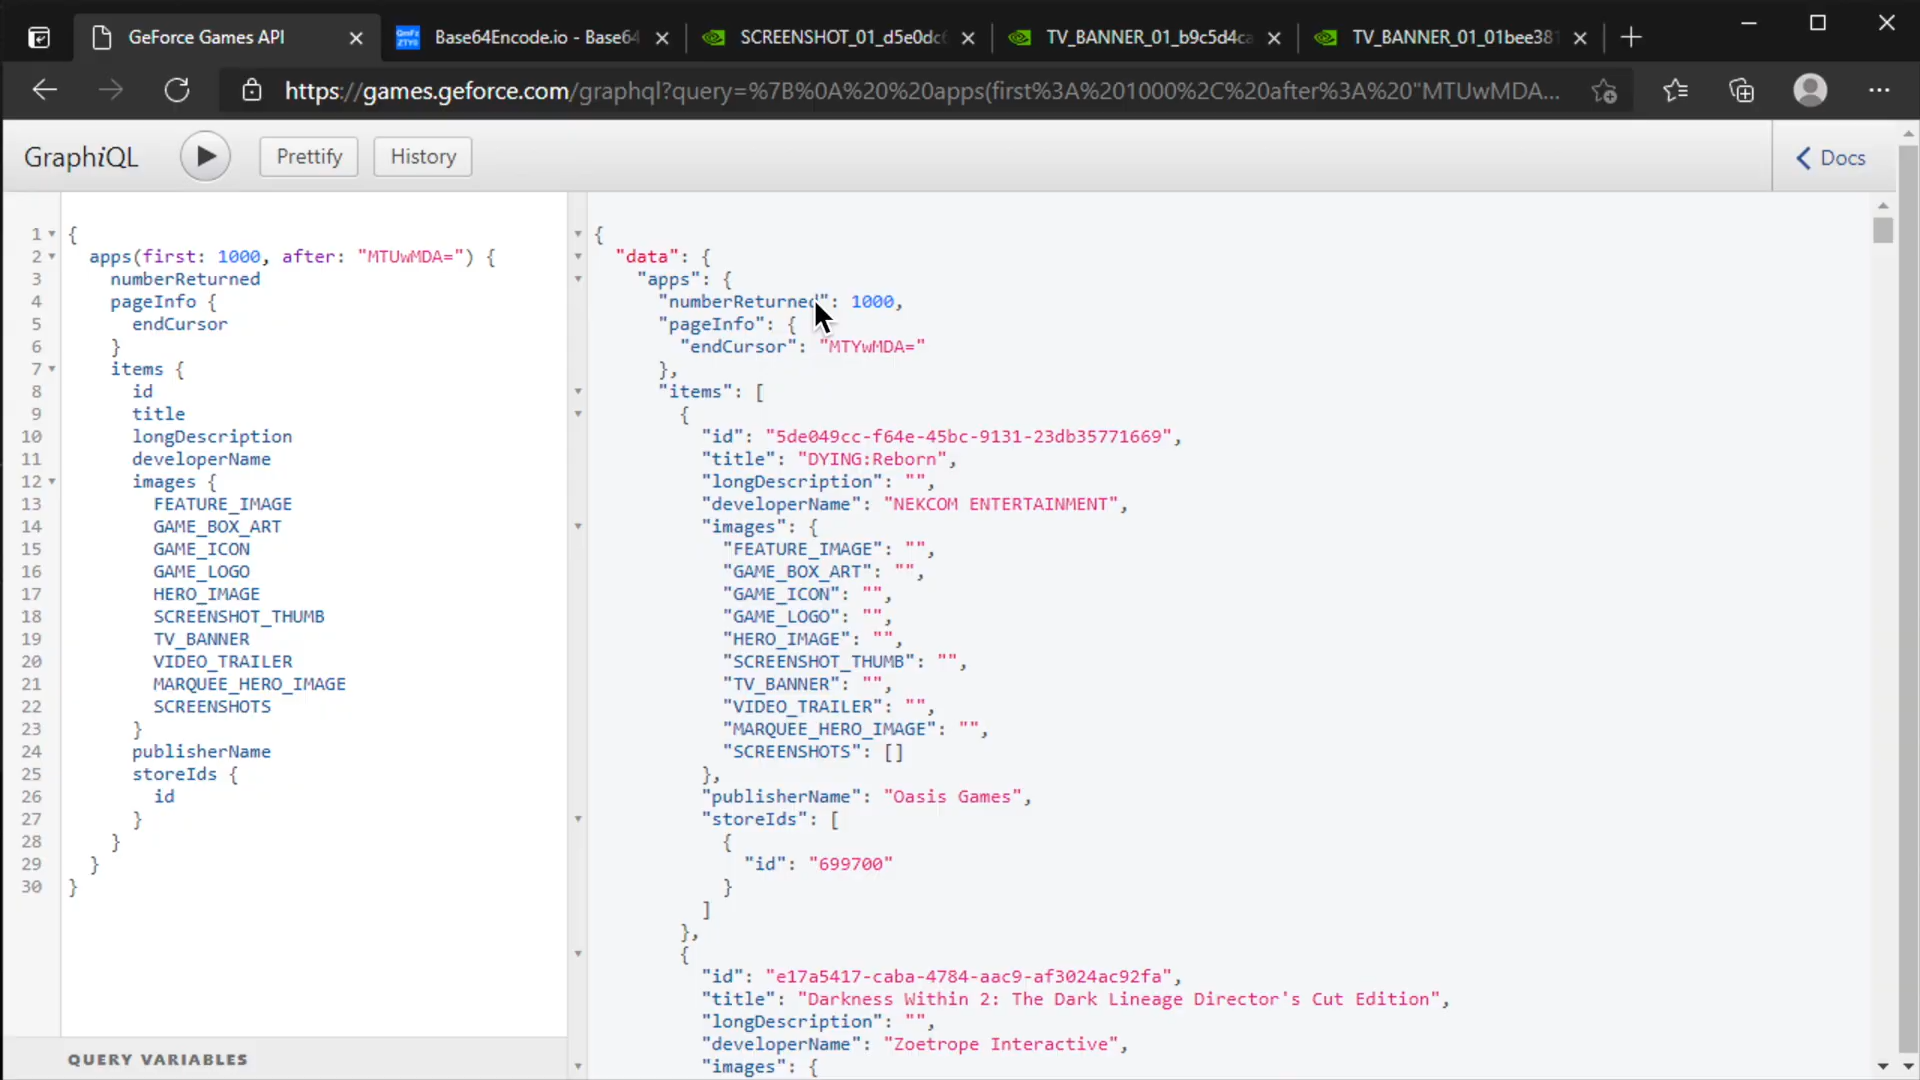 GeForce Games API
Base64Encode.io - Base64
SCREENSHOT_01_d5e0dc6
TV_BANNER_01_b9c5d4ca
TV_BANNER_01_01bee381
https://games.geforce.com/graphql?query=%7B%0A%20%20apps(first%3A%201000%2C%20after%3A%20"MTUwMDA...
GraphiQL
Prettify
History
Docs
1 {
2 apps(first: 1000, after: "MTUwMDA=") {
3 numberReturned
4 pageInfo {
5 endCursor
6 }
7 items {
8 id
9 title
10 longDescription
11 developerName
12 images {
13 FEATURE_IMAGE
14 GAME_BOX_ART
15 GAME_ICON
16 GAME_LOGO
17 HERO_IMAGE
18 SCREENSHOT_THUMB
19 TV_BANNER
20 VIDEO_TRAILER
21 MARQUEE_HERO_IMAGE
22 SCREENSHOTS
23 }
24 publisherName
25 storeIds {
26 id
27 }
28 }
29 }
30 }
QUERY VARIABLES
{
"data": {
"apps": {
"numberReturned": 1000,
"pageInfo": {
"endCursor": "MTYwMDA="
},
"items": [
{
"id": "5de049cc-f64e-45bc-9131-23db35771669",
"title": "DYING:Reborn",
"longDescription": "",
"developerName": "NEKCOM ENTERTAINMENT",
"images": {
"FEATURE_IMAGE": "",
"GAME_BOX_ART": "",
"GAME_ICON": "",
"GAME_LOGO": "",
"HERO_IMAGE": "",
"SCREENSHOT_THUMB": "",
"TV_BANNER": "",
"VIDEO_TRAILER": "",
"MARQUEE_HERO_IMAGE": "",
"SCREENSHOTS": []
},
"publisherName": "Oasis Games",
"storeIds": [
{
"id": "699700"
}
]
},
{
"id": "e17a5417-caba-4784-aac9-af3024ac92fa",
"title": "Darkness Within 2: The Dark Lineage Director's Cut Edition",
"longDescription": "",
"developerName": "Zoetrope Interactive",
"images": {